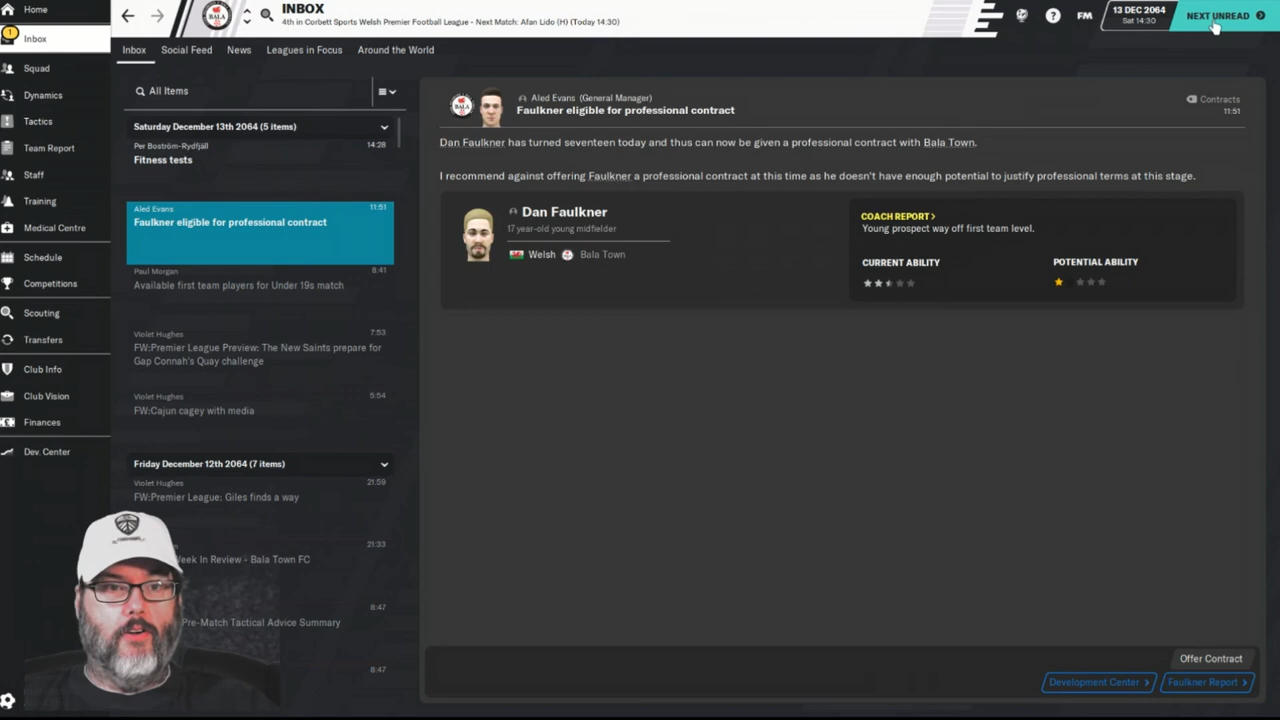 Home
Inbox
1
Squad
Dynamics
Tactics
Team Report
Staff
Training
Medical Centre
Schedule
Competitions
Scouting
Transfers
Club Info
Club Vision
Finances
Dev. Center
BALA
INBOX
4th in Corbett Sports Welsh Premier Football League - Next Match: Afan Lido (H) (Today 14:30)
?
FM
13 DEC 2064
Sat 14:30
NEXT UNREAD
Inbox Social Feed News Leagues in Focus Around the World
All Items
Saturday December 13th 2064 (5 items)
Per Boström-Rydfjäll 14:28
Fitness tests
Aled Evans 11:51
Faulkner eligible for professional contract
Paul Morgan 8:41
Available first team players for Under 19s match
Violet Hughes 7:53
FW:Premier League Preview: The New Saints prepare for
Gap Connah's Quay challenge
Violet Hughes 5:54
FW:Cajun cagey with media
Friday December 12th 2064 (7 items)
Violet Hughes 21:59
FW:Premier League: Giles finds a way
21:33
Week In Review - Bala Town FC
8:47
Pre-Match Tactical Advice Summary
8:47
BALA
Aled Evans (General Manager)
Faulkner eligible for professional contract
Contracts
11:51
Dan Faulkner has turned seventeen today and thus can now be given a professional contract with Bala Town.
I recommend against offering Faulkner a professional contract at this time as he doesn't have enough potential to justify professional terms at this stage.
Dan Faulkner
17 year-old young midfielder
Welsh Bala Town
COACH REPORT >
Young prospect way off first team level.
CURRENT ABILITY POTENTIAL ABILITY
Offer Contract
Development Center > Faulkner Report >